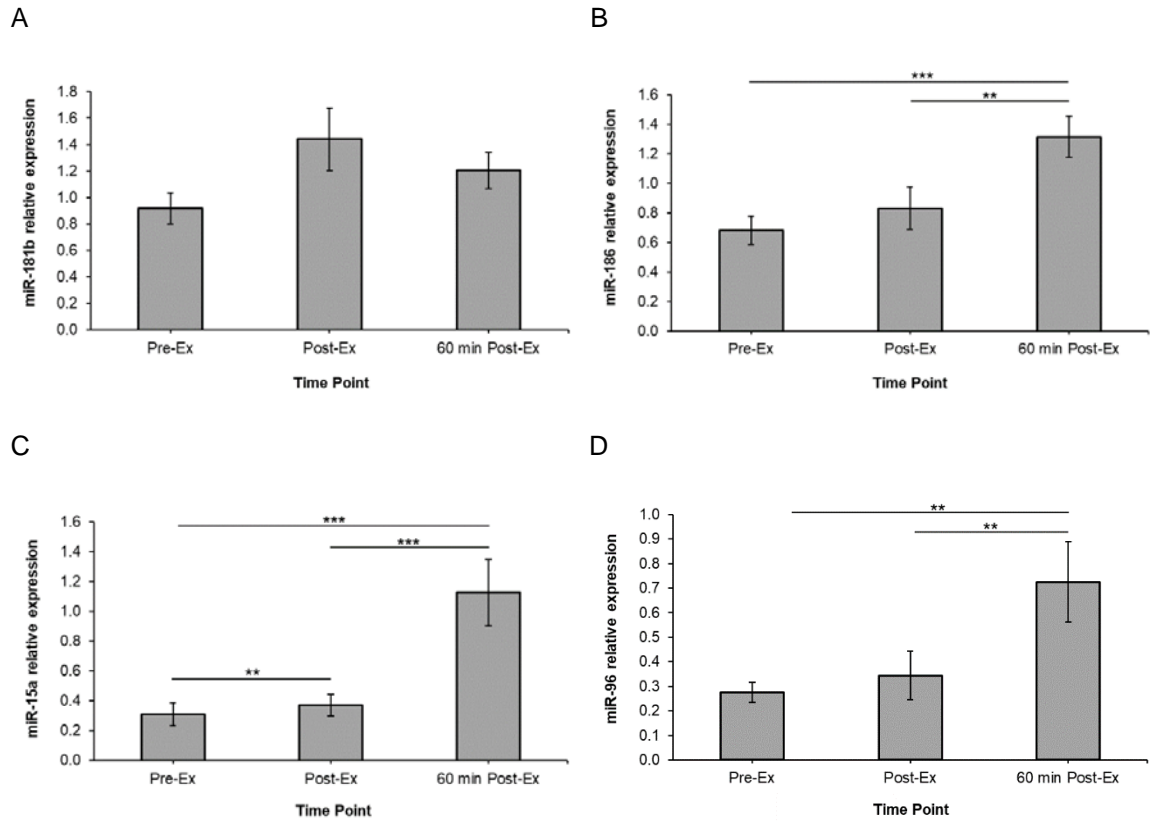 A
miR-181b relative expression
1.8
1.6
1.4
1.2
1.0
0.8
0.6
0.4
0.2
0.0
Pre-Ex Post-Ex 60 min Post-Ex
Time Point
B
miR-186 relative expression
***
**
1.6
1.4
1.2
1.0
0.8
0.6
0.4
0.2
0.0
Pre-Ex Post-Ex 60 min Post-Ex
Time Point
C
miR-15a relative expression
***
***
**
1.6
1.4
1.2
1.0
0.8
0.6
0.4
0.2
0.0
Pre-Ex Post-Ex 60 min Post-Ex
Time Point
D
miR-96 relative expression
**
**
1.0
0.9
0.8
0.7
0.6
0.5
0.4
0.3
0.2
0.1
0.0
Pre-Ex Post-Ex 60 min Post-Ex
Time Point